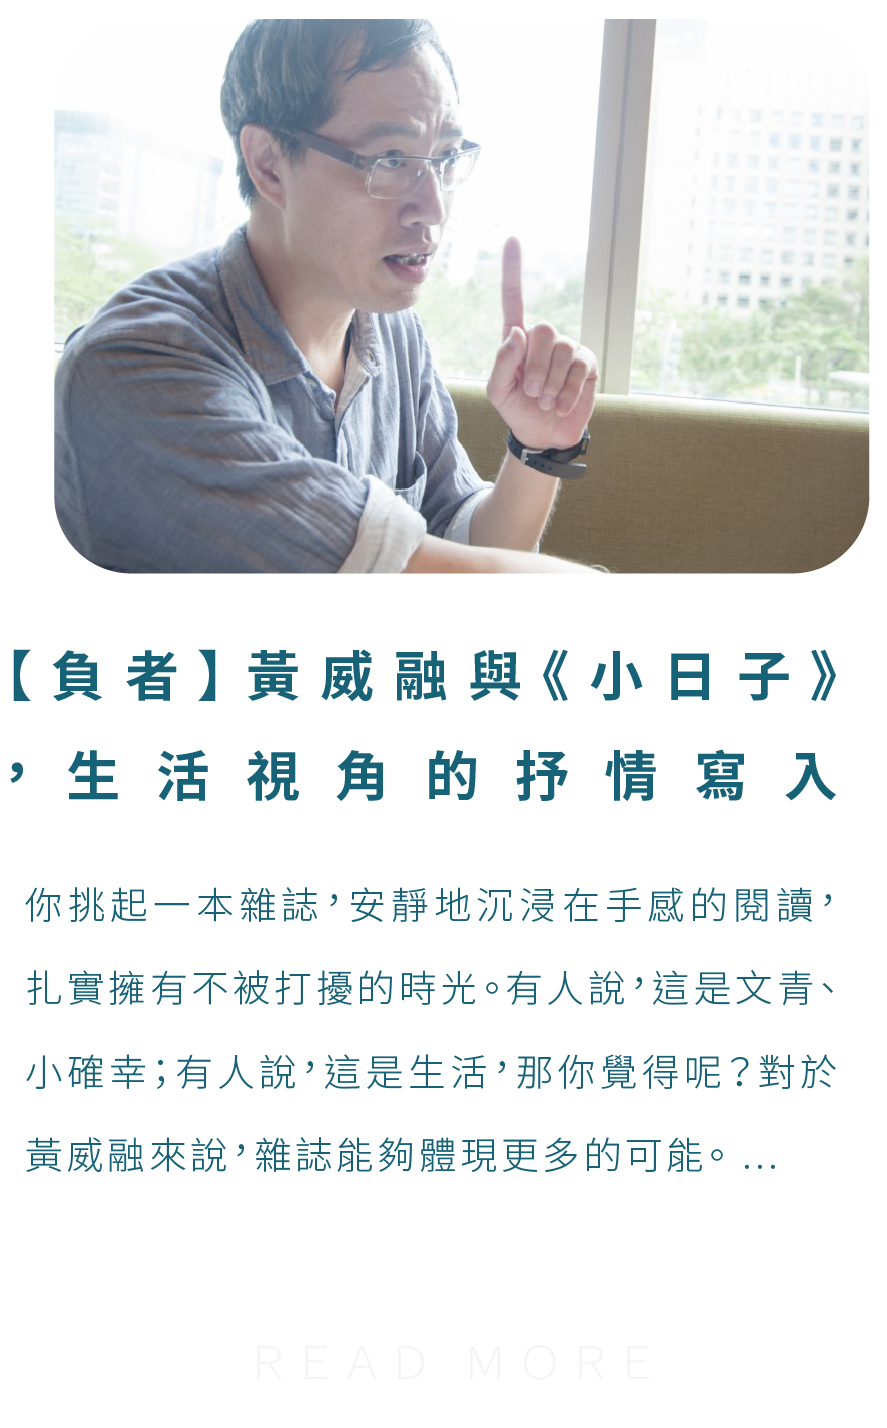 【負者】黃威融與《小日子》
，生活視角的抒情寫入
你挑起一本雜誌，安靜地沉浸在手感的閱讀，
扎實擁有不被打擾的時光。有人說，這是文青、
小確幸；有人說，這是生活，那你覺得呢？對於
黃威融來說，雜誌能夠體現更多的可能。...
READ MORE